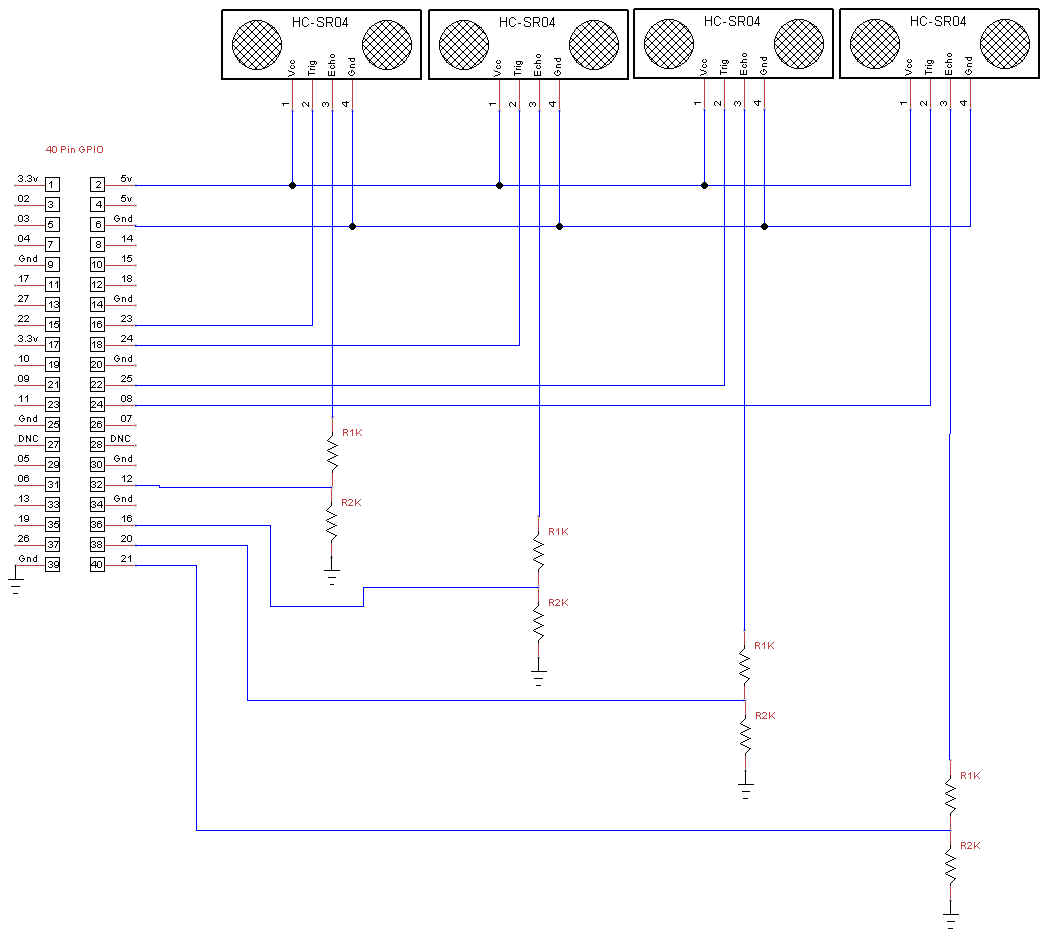 HC-SR04 HC-SR04 HC-SR04 HC-SR04
Vcc Trig Echo Gnd Vcc Trig Echo Gnd Vcc Trig Echo Gnd Vcc Trig Echo Gnd
1 2 3 4 1 2 3 4 1 2 3 4 1 2 3 4
40 Pin GPIO
3.3v 1 2 5v
02 3 4 5v
03 5 6 Gnd
04 7 8 14
Gnd 9 10 15
17 11 12 18
27 13 14 Gnd
22 15 16 23
3.3v 17 18 24
10 19 20 Gnd
09 21 22 25
11 23 24 08
Gnd 25 26 07
DNC 27 28 DNC
05 29 30 Gnd
06 31 32 12
13 33 34 Gnd
19 35 36 16
26 37 38 20
Gnd 39 40 21
R1K
R2K
R1K
R2K
R1K
R2K
R1K
R2K